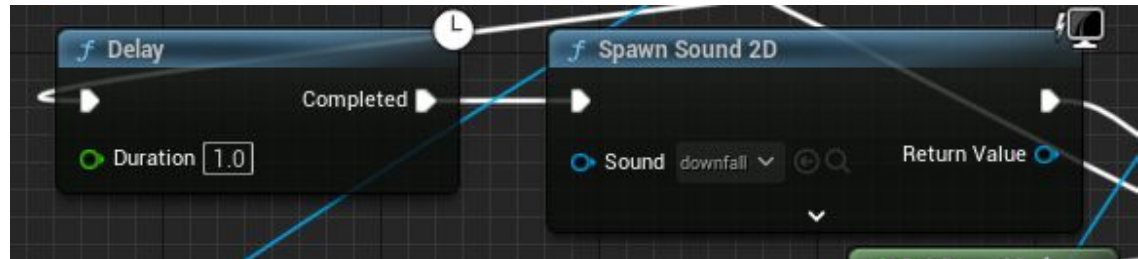 f Delay
Completed
Duration 1.0
f Spawn Sound 2D
Sound downfall
Return Value